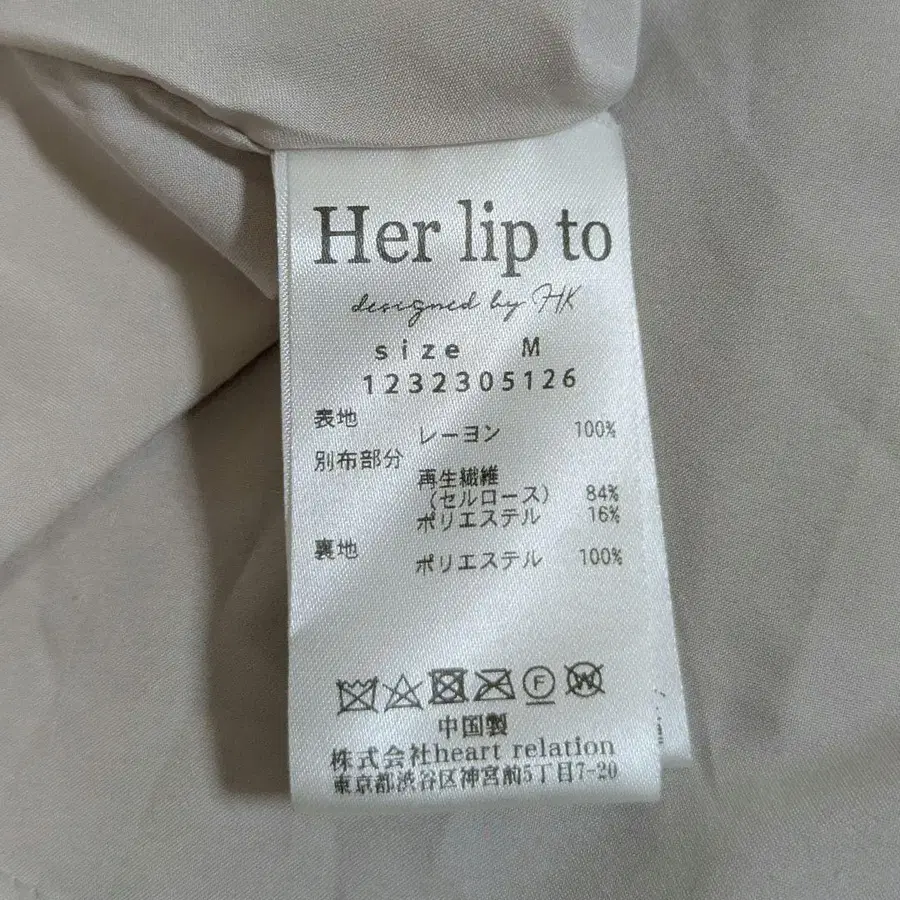 Her lip to
designed by HK
size M
1232305126
表地
レーヨン 100%
別布部分
再生繊維
(セルロース) 84%
ポリエステル 16%
裏地
ポリエステル 100%
F W
中国製
株式会社heart relation
東京都渋谷区神宮前5丁目7-20